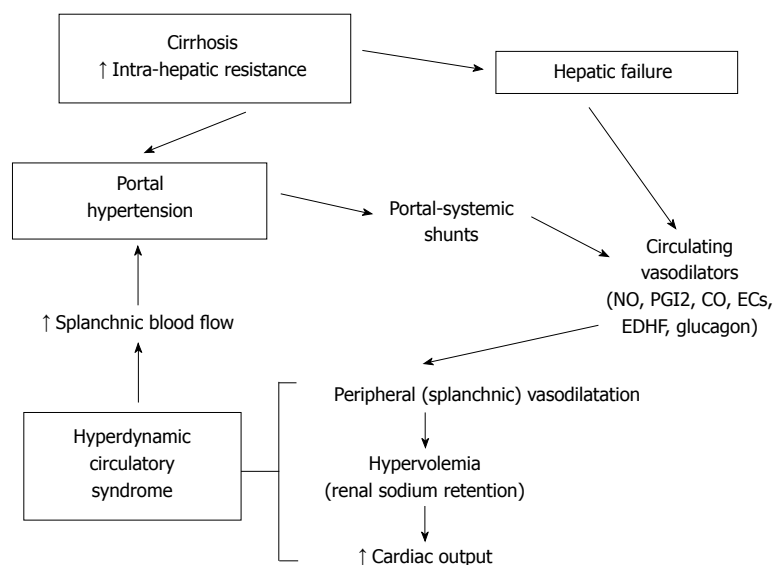 Cirrhosis
↑ Intra-hepatic resistance
Hepatic failure
Portal
hypertension
Portal-systemic
shunts
Circulating
vasodilators
(NO, PGI2, CO, ECs,
EDHF, glucagon)
↑ Splanchnic blood flow
Peripheral (splanchnic) vasodilatation
Hyperdynamic
circulatory
syndrome
Hypervolemia
(renal sodium retention)
↑ Cardiac output